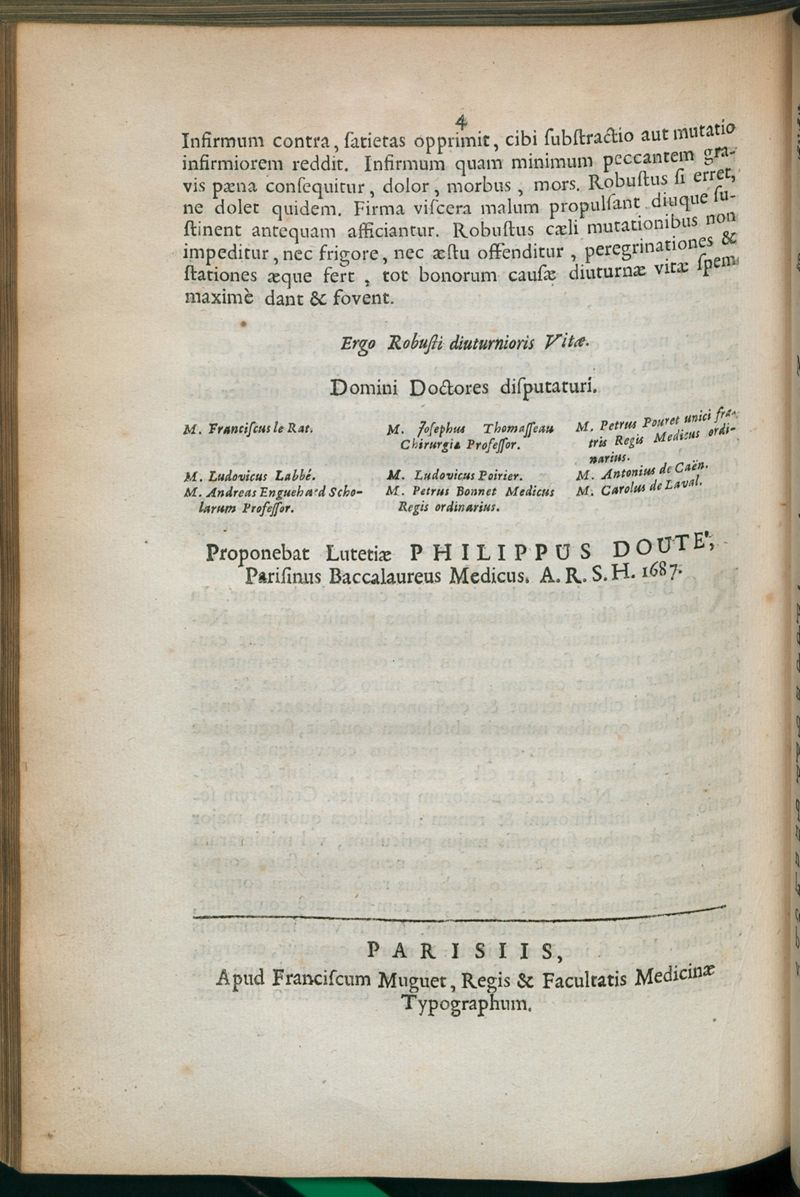 4
Infirmum contra, ſatietas opprimit, cibi ſubſtractio aut mutatio
infirmiorem reddit. Infirmum quam minimum peccantem gra-
vis pæna conſequitur, dolor, morbus, mors. Robuſtus ſi erret,
ne dolet quidem. Firma viſcera malum propulſant diuque ſu-
ſtinent antequam afficiantur. Robuſtus cæli mutationibus non
impeditur, nec frigore, nec æſtu offenditur, peregrinationes &
ſtationes æque fert, tot bonorum cauſæ diuturnæ vitæ ſpem
maximè dant & fovent.
Ergo Robuſti diuturnioris Vitæ.
Domini Doctores diſputaturi.
M. Franciſcus le Rat.
M. Joſephus Thomaſſeau
Chirurgiæ Profeſſor.
M. Petrus Pouret unici fra-
tris Regis Medicus ordi-
narius.
M. Ludovicus Labbé.
M. Ludovicus Poirier.
M. Antonius de Caën.
M. Andreas Enguehard Scho-
larum Profeſſor.
M. Petrus Bonnet Medicus
Regis ordinarius.
M. Carolus de Laval.
Proponebat Lutetiæ PHILIPPUS DOUTE',
Pariſinus Baccalaureus Medicus. A. R. S. H. 1687.
PARISIIS,
Apud Franciſcum Muguet, Regis & Facultatis Medicinæ
Typographum.